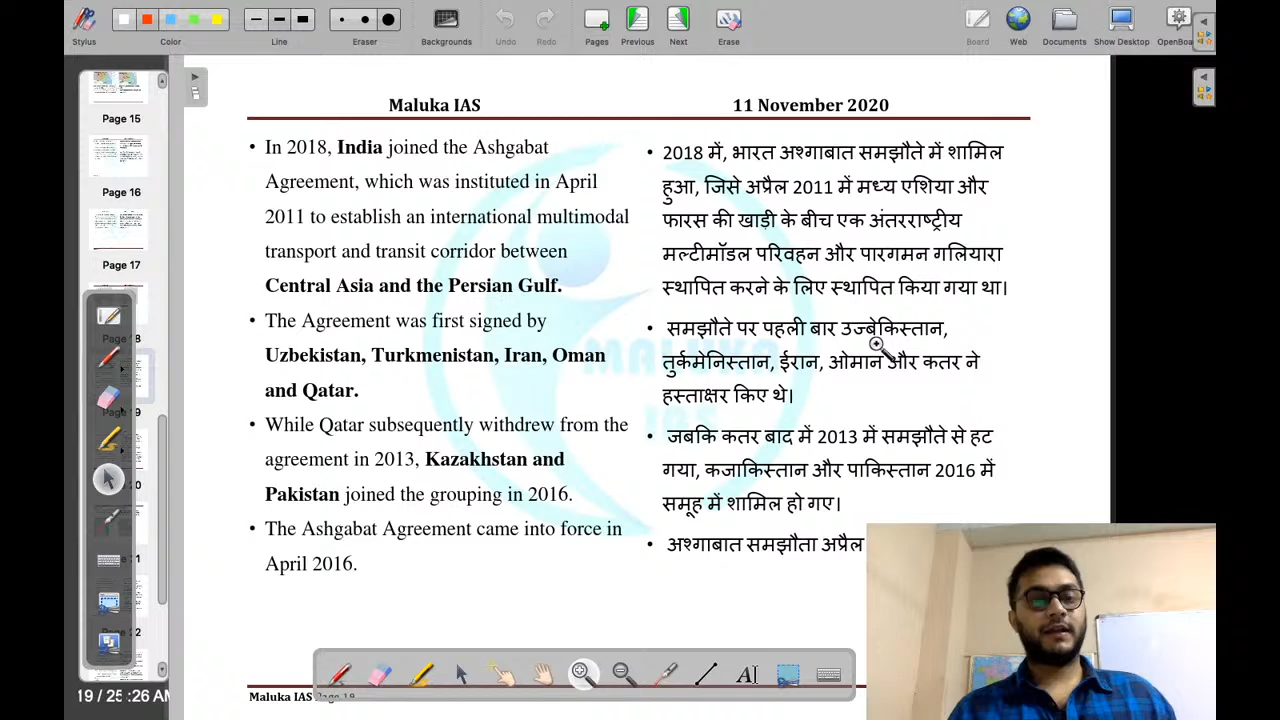 Stylus Color Line Eraser Backgrounds Undo Redo Pages Previous Next Erase Board Web Documents Show Desktop OpenBoa
Page 15
Page 16
Page 17
Maluka IAS 11 November 2020
• In 2018, India joined the Ashgabat
Agreement, which was instituted in April
2011 to establish an international multimodal
transport and transit corridor between
Central Asia and the Persian Gulf.
• The Agreement was first signed by
Uzbekistan, Turkmenistan, Iran, Oman
and Qatar.
• While Qatar subsequently withdrew from the
agreement in 2013, Kazakhstan and
Pakistan joined the grouping in 2016.
• The Ashgabat Agreement came into force in
April 2016.
• 2018 में, भारत अश्गाबात समझौते में शामिल
हुआ, जिसे अप्रैल 2011 में मध्य एशिया और
फारस की खाड़ी के बीच एक अंतरराष्ट्रीय
मल्टीमॉडल परिवहन और पारगमन गलियारा
स्थापित करने के लिए स्थापित किया गया था।
• समझौते पर पहली बार उज्बेकिस्तान,
तुर्कमेनिस्तान, ईरान, ओमान और कतर ने
हस्ताक्षर किए थे।
• जबकि कतर बाद में 2013 में समझौते से हट
गया, कजाकिस्तान और पाकिस्तान 2016 में
समूह में शामिल हो गए।
• अश्गाबात समझौता अप्रैल
MALUKA
IAS
19 / 25
:26 AM
Maluka IAS Page 19